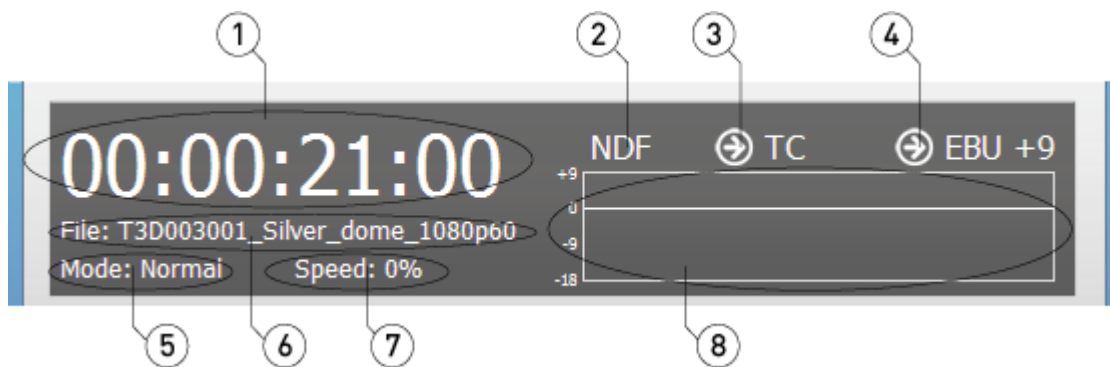 1 2 3 4
00:00:21:00 NDF TC EBU +9
+9
0
File: T3D003001_Silver_dome_1080p60
-9
Mode: Normai Speed: 0%
-18
5 6 7 8